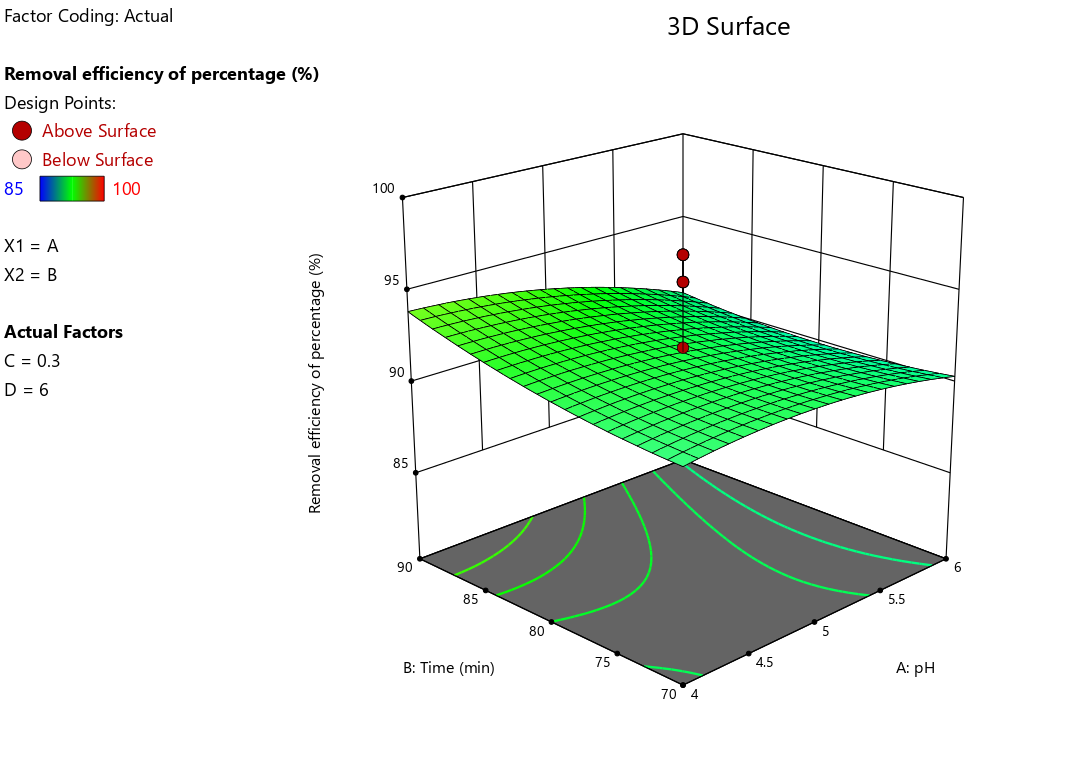 Factor Coding: Actual
3D Surface
Removal efficiency of percentage (%)
Design Points:
Above Surface
Below Surface
85 100
X1 = A
X2 = B
Actual Factors
C = 0.3
D = 6
Removal efficiency of percentage (%)
100
95
90
85
90
85
80
75
70
4
4.5
5
5.5
6
B: Time (min)
A: pH